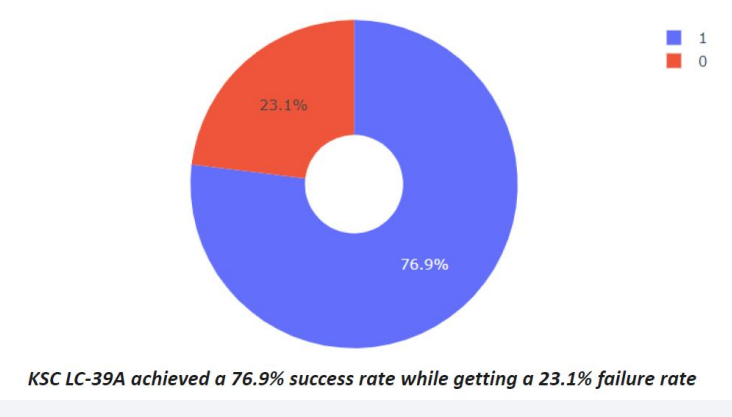 1
0
23.1%
76.9%
KSC LC-39A achieved a 76.9% success rate while getting a 23.1% failure rate